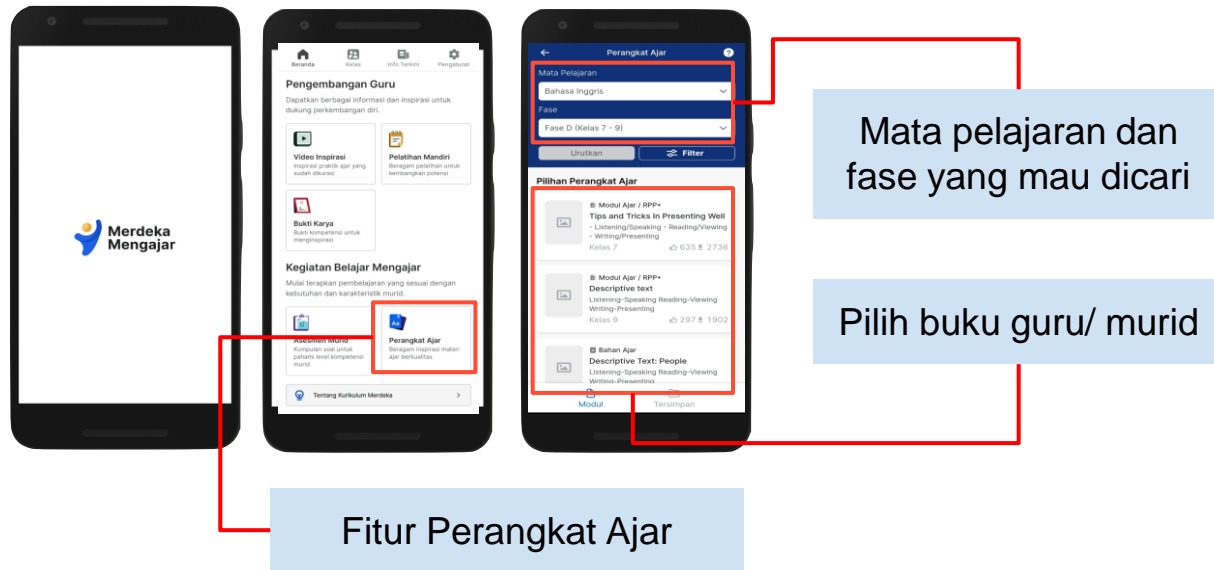 Merdeka
Mengajar
Beranda
Kelas
Info Terkini
Pengaturan
Pengembangan Guru
Dapatkan berbagai informasi dan inspirasi untuk
dukung perkembangan diri.
Video Inspirasi
Inspirasi praktik ajar yang
sudah dikurasi
Pelatihan Mandiri
Beragam pelatihan untuk
kembangkan potensi
Bukti Karya
Bukti kompetensi untuk
menginspirasi
Kegiatan Belajar Mengajar
Mulai terapkan pembelajaran yang sesuai dengan
kebutuhan dan karakteristik murid.
Asesmen Murid
Kumpulan soal untuk
pahami level kompetensi
murid
Aa
Perangkat Ajar
Beragam inspirasi materi
ajar berkualitas
Tentang Kurikulum Merdeka
Perangkat Ajar
?
Mata Pelajaran
Bahasa Inggris
Fase
Fase D (Kelas 7 - 9)
Urutkan
Filter
Pilihan Perangkat Ajar
Modul Ajar / RPP+
Tips and Tricks In Presenting Well
- Listening/Speaking - Reading/Viewing
- Writing/Presenting
Kelas 7
635 2738
Modul Ajar / RPP+
Descriptive text
Listening-Speaking Reading-Viewing
Writing-Presenting
Kelas 9
297 1902
Bahan Ajar
Descriptive Text: People
Listening-Speaking Reading-Viewing
Writing-Presenting
Modul
Tersimpan
Mata pelajaran dan
fase yang mau dicari
Pilih buku guru/ murid
Fitur Perangkat Ajar